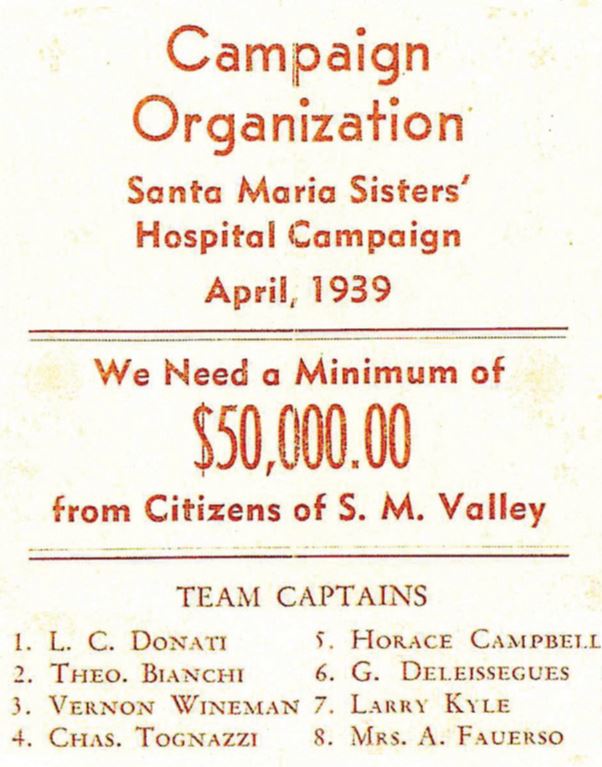 Campaign
Organization
Santa Maria Sisters'
Hospital Campaign
April, 1939
We Need a Minimum of
$50,000.00
from Citizens of S. M. Valley
TEAM CAPTAINS
1. L. C. DONATI
2. THEO. BIANCHI
3. VERNON WINEMAN
4. CHAS. TOGNAZZI
5. HORACE CAMPBELL
6. G. DELEISSEGUES
7. LARRY KYLE
8. MRS. A. FAUERSO